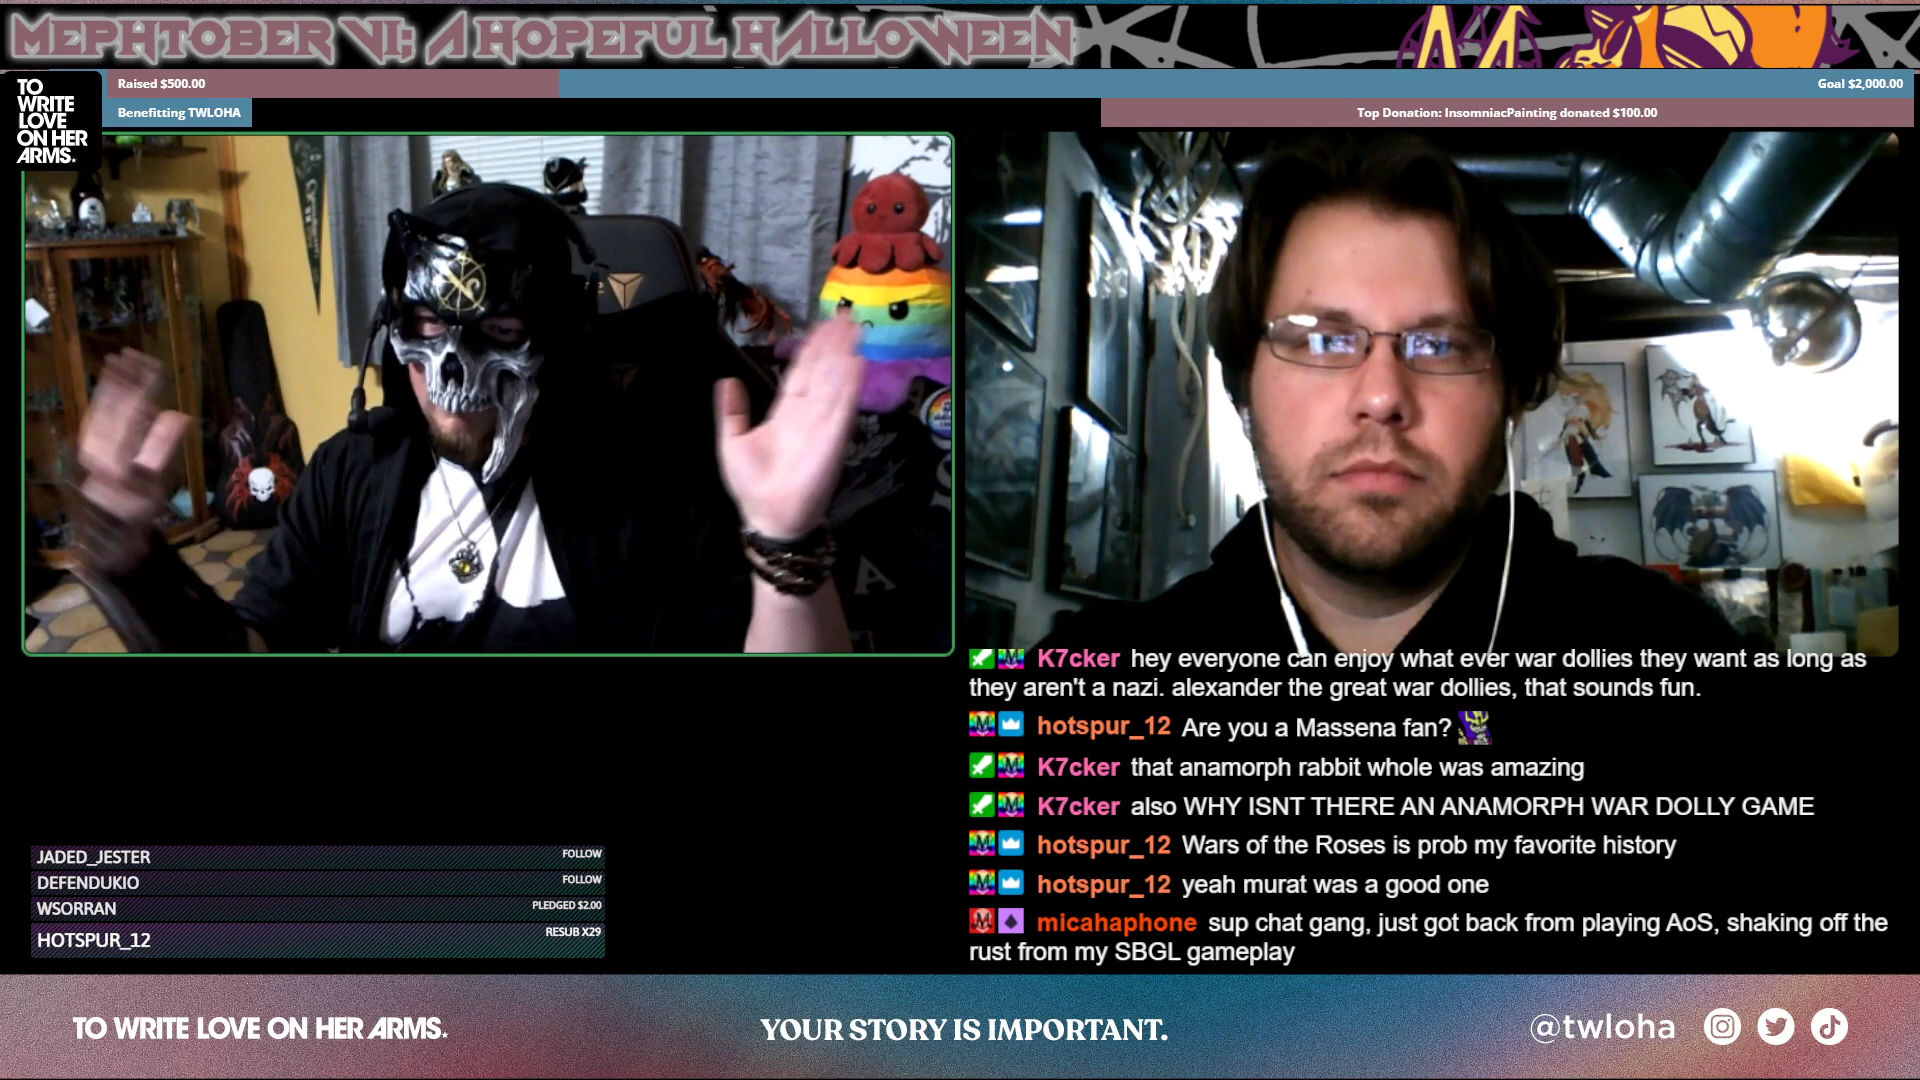 MEPHTOBER VI: A HOPEFUL HALLOWEEN
TO
WRITE
LOVE
ON HER
ARMS.
Raised $500.00
Goal $2,000.00
Benefitting TWLOHA
Top Donation: InsomniacPainting donated $100.00
A
K7cker hey everyone can enjoy what ever war dollies they want as long as
they aren't a nazi. alexander the great war dollies, that sounds fun.
hotspur_12 Are you a Massena fan?
K7cker that anamorph rabbit whole was amazing
K7cker also WHY ISNT THERE AN ANAMORPH WAR DOLLY GAME
hotspur_12 Wars of the Roses is prob my favorite history
hotspur_12 yeah murat was a good one
micahaphone sup chat gang, just got back from playing AoS, shaking off the
rust from my SBGL gameplay
JADED_JESTER FOLLOW
DEFENDUKIO FOLLOW
WSORRAN PLEDGED $2.00
HOTSPUR_12 RESUB X29
TO WRITE LOVE ON HER ARMS.
YOUR STORY IS IMPORTANT.
@twloha